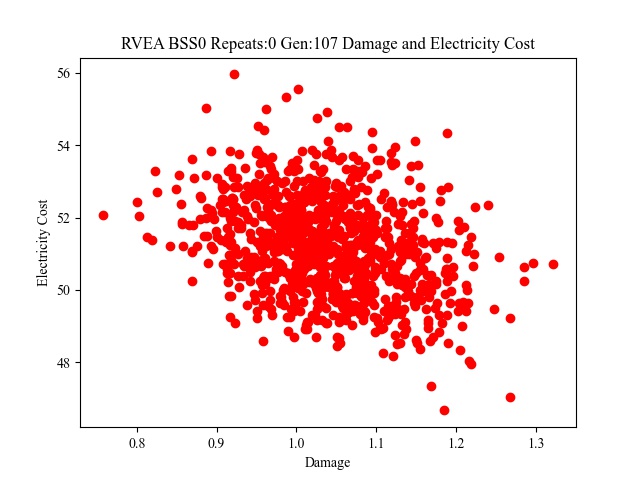 RVEA BSS0 Repeats:0 Gen:107 Damage and Electricity Cost
56
54
52
50
48
Electricity Cost
0.8 0.9 1.0 1.1 1.2 1.3
Damage